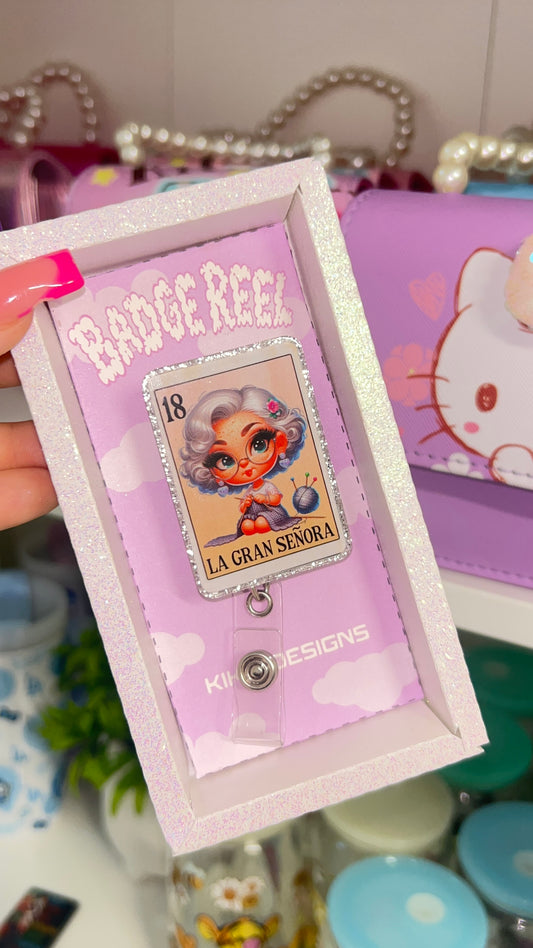 BADGE REEL
18
LA GRAN SEÑORA
DESIGNS